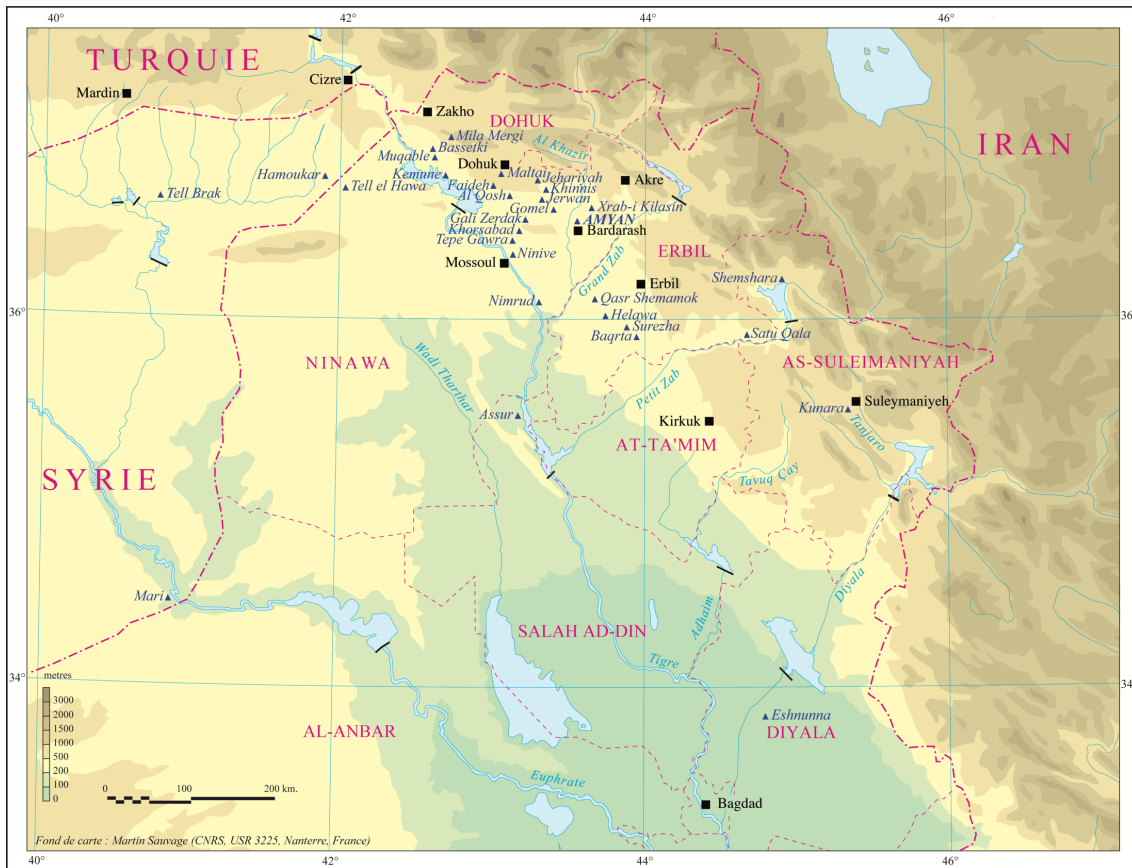 40°
42°
44°
46°
TURQUIE
Cizre
Mardin
Zakho
DOHUK
IRAN
Mila Mergi
Al Khazir
Bassetki
Muqable
Dohuk
Maltai
Hamoukar
Kemune
Jehariyah
Akre
Tell el Hawa
Faideh
Khinnis
Tell Brak
Al Qosh
Jerwan
Gomel
Xrab-i Kilasin
Gali Zerdak
AMYAN
Khorsabad
Bardarash
Tepe Gawra
Ninive
ERBIL
Mossoul
Grand Zab
Shemshara
Erbil
Nimrud
Qasr Shemamok
36°
36°
Helawa
Surezha
Baqrta
Satu Qala
NINAWA
Wadi Tharthar
AS-SULEIMANIYAH
Petit Zab
Assur
Kunara
Suleymaniyeh
Kirkuk
Tanjaro
AT-TA'MIM
SYRIE
Tavuq Çay
Mari
Diyala
Adhaim
SALAH AD-DIN
Tigre
34°
34°
metres
3000
2000
1000
500
200
100
0
Eshnunna
AL-ANBAR
DIYALA
Euphrate
0 100 200 km.
Bagdad
Fond de carte : Martin Sauvage (CNRS, USR 3225, Nanterre, France)
40°
42°
44°
46°